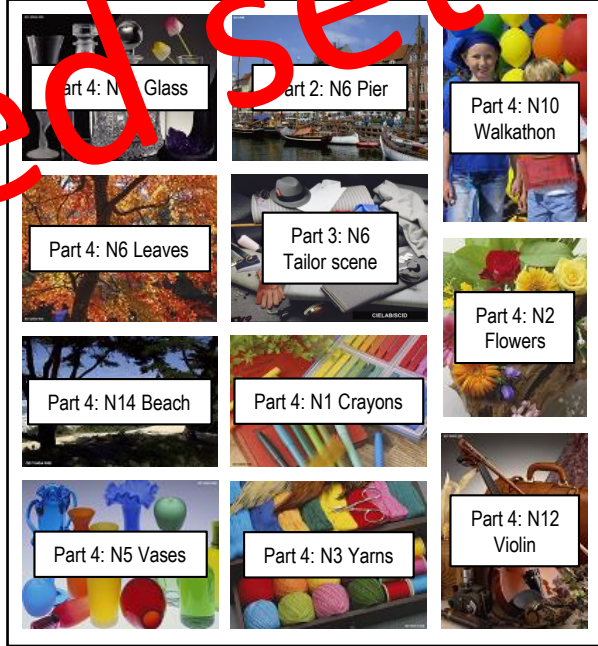 ed set
Part 4: Glass
Part 2: N6 Pier
Part 4: N10
Walkathon
Part 4: N6 Leaves
Part 3: N6
Tailor scene
CIELAB/SCID
Part 4: N2
Flowers
Part 4: N14 Beach
Part 4: N1 Crayons
Part 4: N12
Violin
Part 4: N5 Vases
Part 4: N3 Yarns